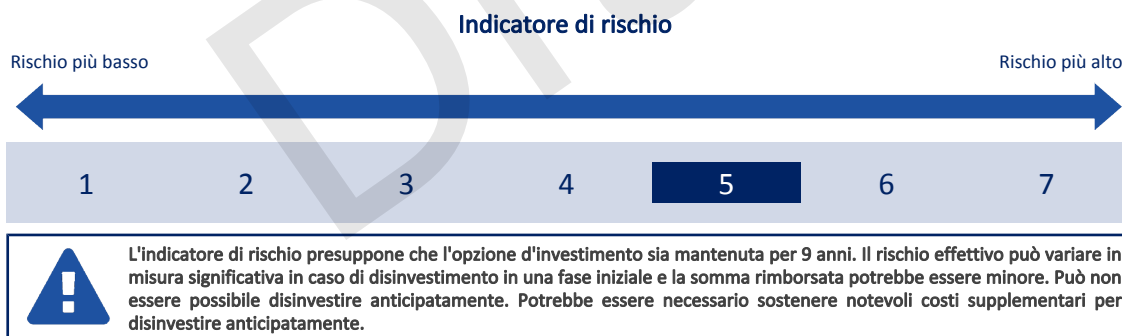 Indicatore di rischio
Rischio più basso
Rischio più alto
1 2 3 4 5 6 7
L'indicatore di rischio presuppone che l'opzione d'investimento sia mantenuta per 9 anni. Il rischio effettivo può variare in
misura significativa in caso di disinvestimento in una fase iniziale e la somma rimborsata potrebbe essere minore. Può non
essere possibile disinvestire anticipatamente. Potrebbe essere necessario sostenere notevoli costi supplementari per
disinvestire anticipatamente.